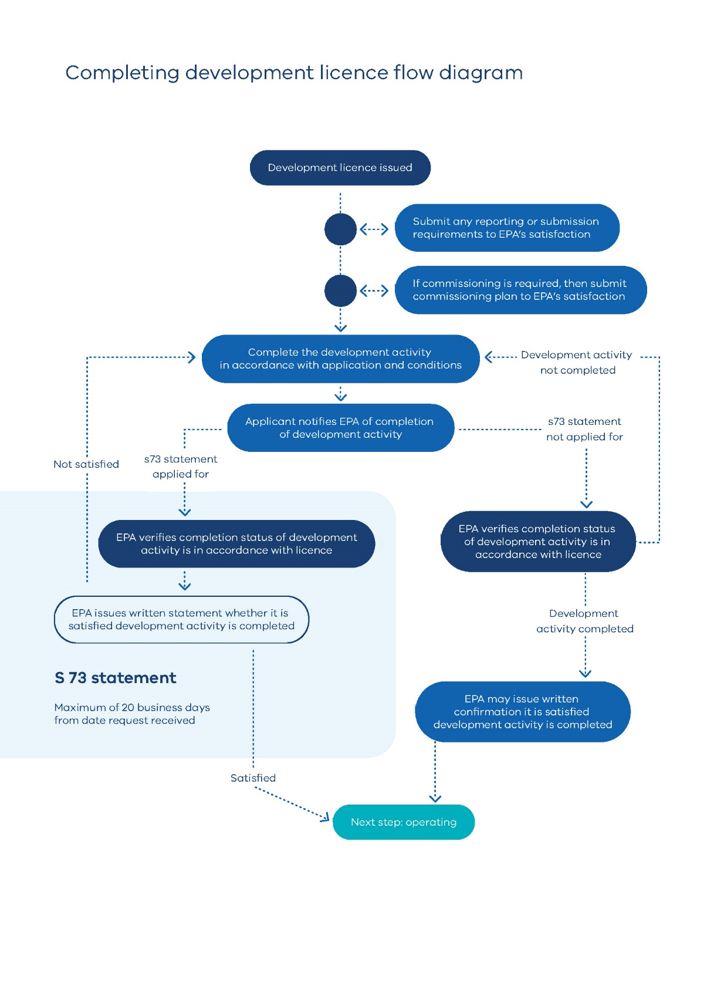 Completing development licence flow diagram
Development licence issued
Submit any reporting or submission
requirements to EPA's satisfaction
If commissioning is required, then submit
commissioning plan to EPA's satisfaction
Complete the development activity
in accordance with application and conditions
Development activity
not completed
Applicant notifies EPA of completion
of development activity
s73 statement
not applied for
Not satisfied
s73 statement
applied for
EPA verifies completion status of development
activity is in accordance with licence
EPA verifies completion status
of development activity is in
accordance with licence
EPA issues written statement whether it is
satisfied development activity is completed
Development
activity completed
S 73 statement
Maximum of 20 business days
from date request received
EPA may issue written
confirmation it is satisfied
development activity is completed
Satisfied
Next step: operating